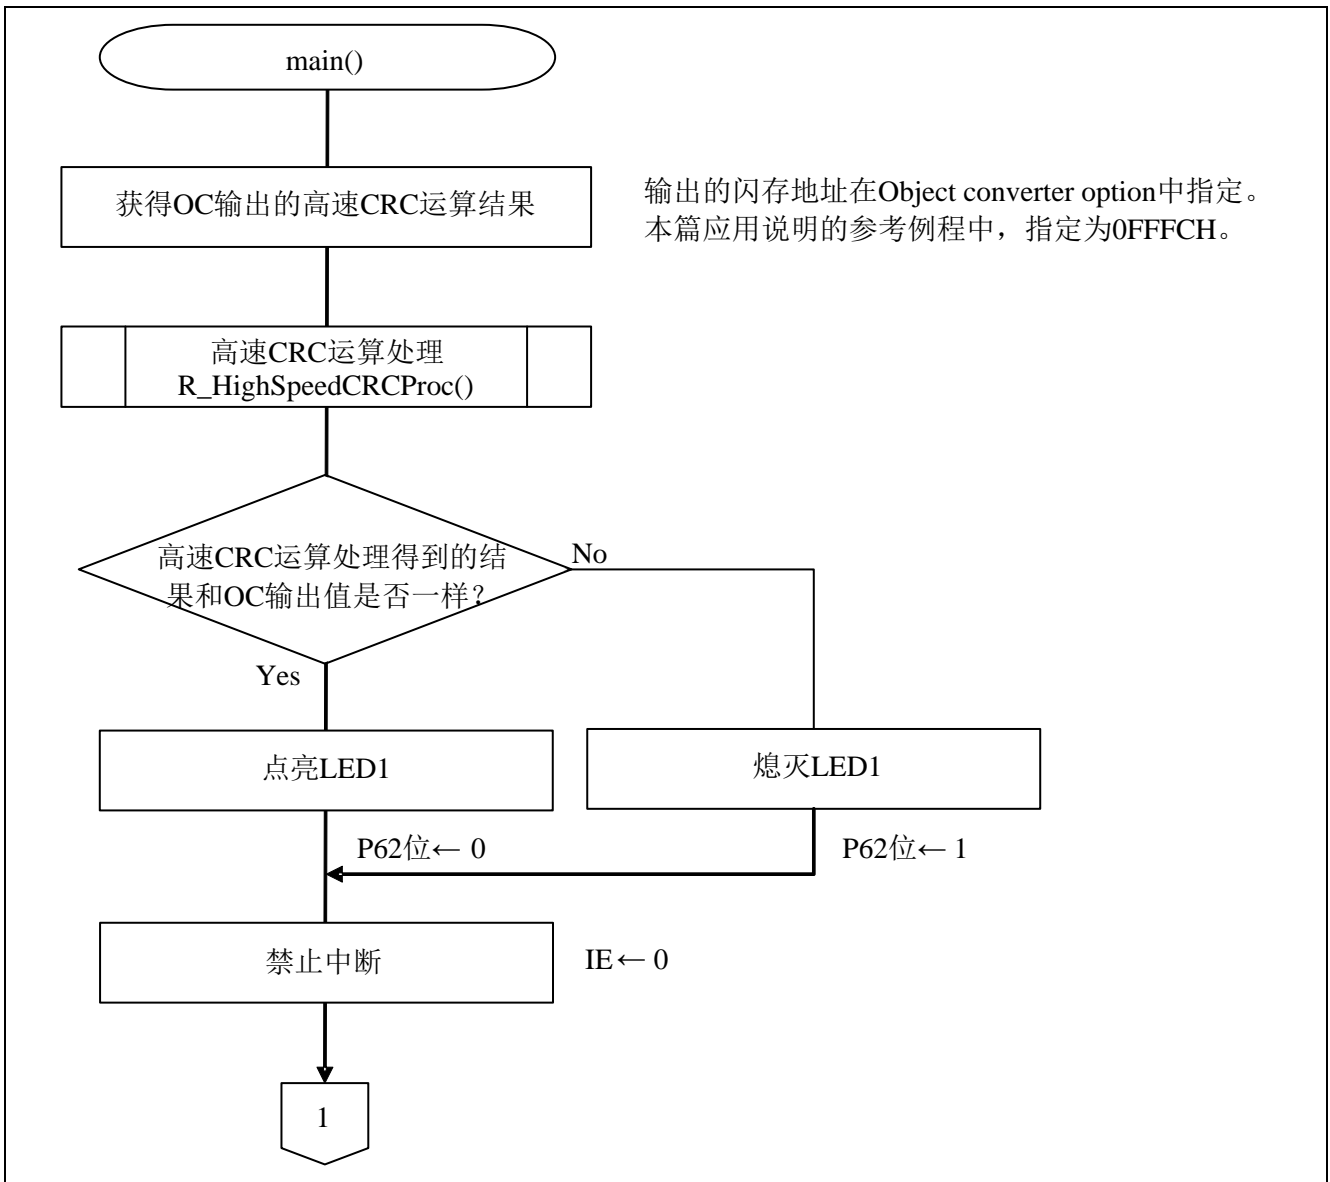 main()
获得OC输出的高速CRC运算结果
输出的闪存地址在Object converter option中指定。
本篇应用说明的参考例程中，指定为0FFFCH。
高速CRC运算处理
R_HighSpeedCRCProc()
高速CRC运算处理得到的结
果和OC输出值是否一样？
No
Yes
点亮LED1
熄灭LED1
P62位← 0
P62位← 1
禁止中断
IE← 0
1